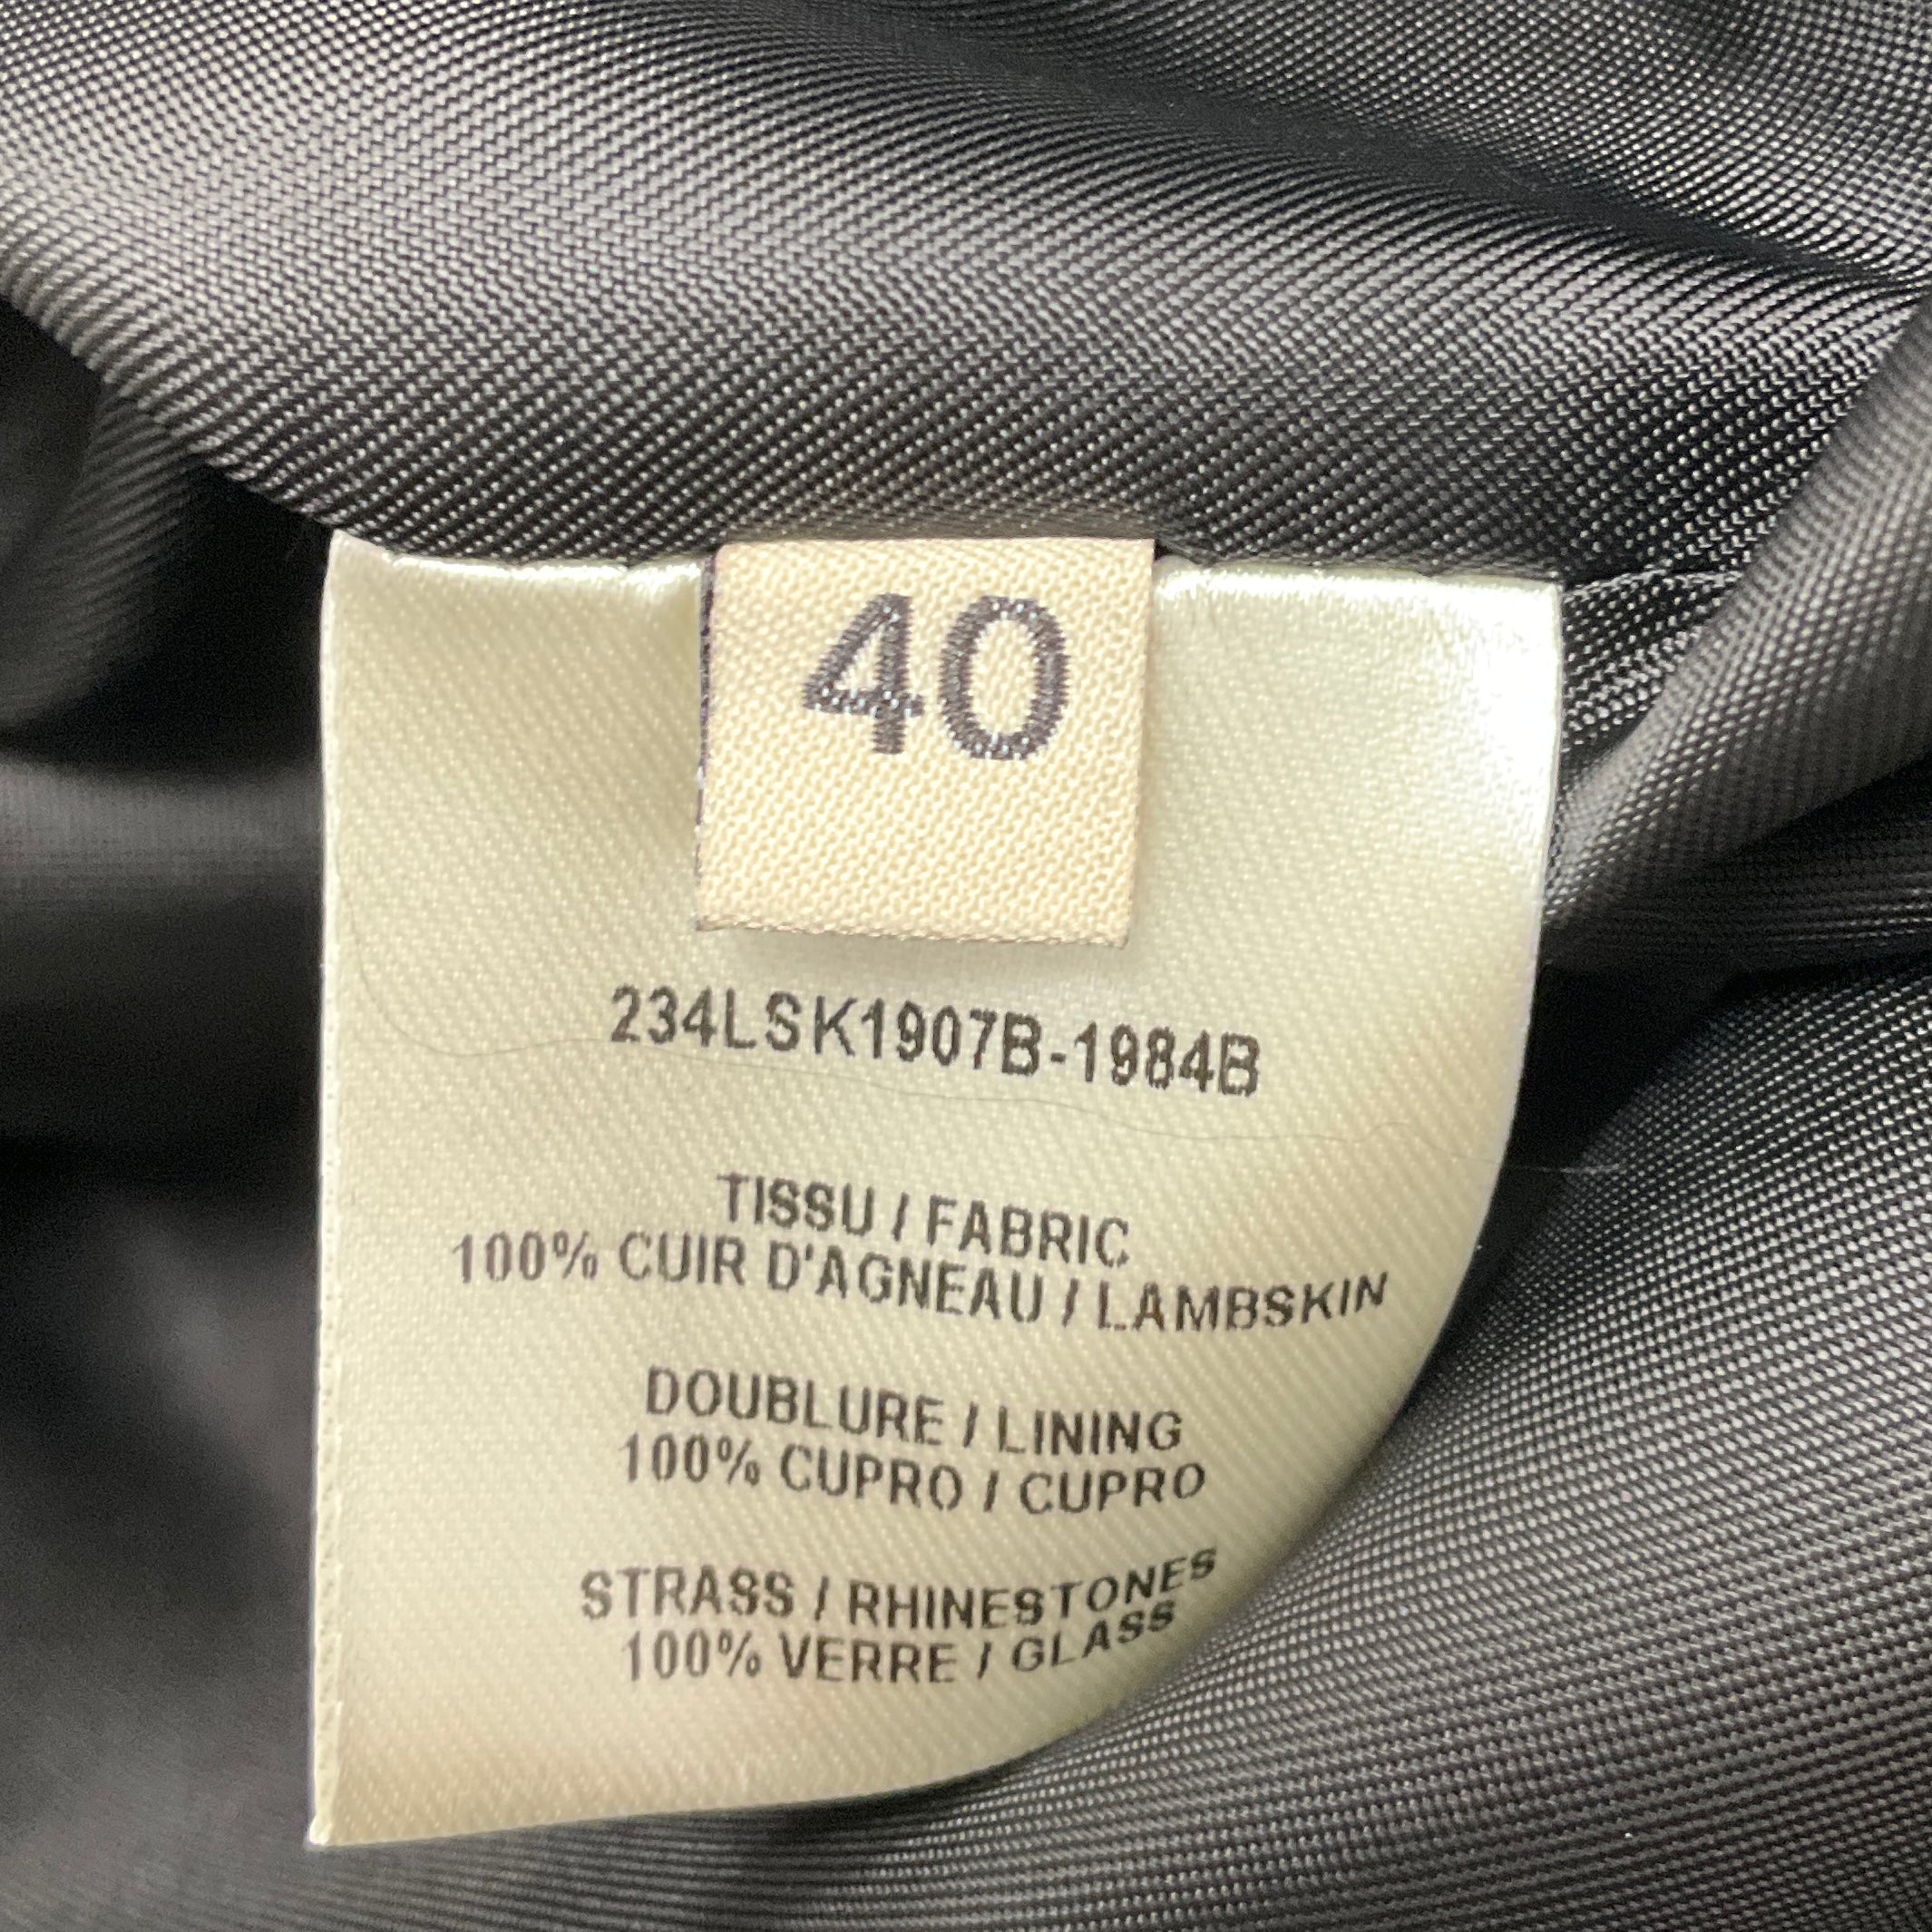 40
234LSK1907B-1984B
TISSU / FABRIC
100% CUIR D'AGNEAU / LAMBSKIN
DOUBLURE / LINING
100% CUPRO / CUPRO
STRASS / RHINESTONES
100% VERRE / GLASS